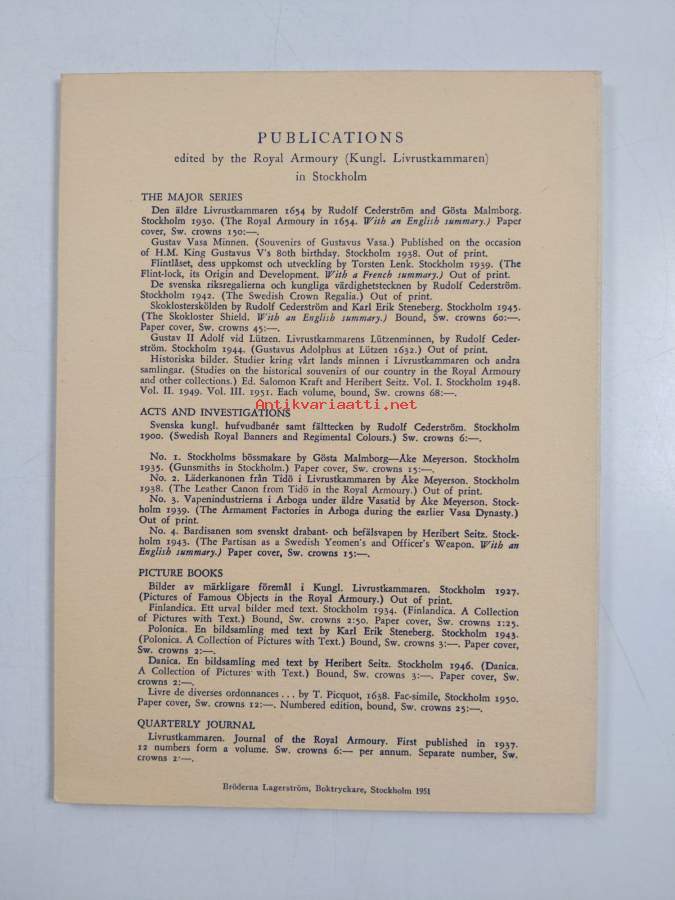 PUBLICATIONS
edited by the Royal Armoury (Kungl. Livrustkammaren)
in Stockholm
THE MAJOR SERIES
Den äldre Livrustkammaren 1654 by Rudolf Cederström and Gösta Malmborg.
Stockholm 1930. (The Royal Armoury in 1654. With an English summary.) Paper
cover, Sw. crowns 150:—.
Gustav Vasa Minnen. (Souvenirs of Gustavus Vasa.) Published on the occasion
of H.M. King Gustavus V's 80th birthday. Stockholm 1938. Out of print.
Flintlåset, dess uppkomst och utveckling by Torsten Lenk. Stockholm 1939. (The
Flint-lock, its Origin and Development. With a French summary.) Out of print.
De svenska riksregalierna och kungliga värdighetstecknen by Rudolf Cederström.
Stockholm 1942. (The Swedish Crown Regalia.) Out of print.
Skoklosterskölden by Rudolf Cederström and Karl Erik Steneberg. Stockholm 1945.
(The Skokloster Shield. With an English summary.) Bound, Sw. crowns 60:—.
Paper cover, Sw. crowns 45:—.
Gustav II Adolf vid Lützen. Livrustkammarens Lützenminnen, by Rudolf Ceder-
ström. Stockholm 1944. (Gustavus Adolphus at Lützen 1632.) Out of print.
Historiska bilder. Studier kring vårt lands minnen i Livrustkammaren och andra
samlingar. (Studies on the historical souvenirs of our country in the Royal Armoury
and other collections.) Ed. Salomon Kraft and Heribert Seitz. Vol. I. Stockholm 1948.
Vol. II. 1949. Vol. III. 1951. Each volume, bound, Sw. crowns 68:—.
Antikvariaatti.net
ACTS AND INVESTIGATIONS
Svenska kungl. hufvudbanér samt fälttecken by Rudolf Cederström. Stockholm
1900. (Swedish Royal Banners and Regimental Colours.) Sw. crowns 6:—.
No. 1. Stockholms bössmakare by Gösta Malmborg—Åke Meyerson. Stockholm
1935. (Gunsmiths in Stockholm.) Paper cover, Sw. crowns 15:—.
No. 2. Läderkanonen från Tidö i Livrustkammaren by Åke Meyerson. Stockholm
1938. (The Leather Canon from Tidö in the Royal Armoury.) Out of print.
No. 3. Vapenindustrierna i Arboga under äldre Vasatid by Åke Meyerson. Stock-
holm 1939. (The Armament Factories in Arboga during the earlier Vasa Dynasty.)
Out of print.
No. 4. Bardisanen som svenskt drabant- och befälsvapen by Heribert Seitz. Stock-
holm 1943. (The Partisan as a Swedish Yeomen's and Officer's Weapon. With an
English summary.) Paper cover, Sw. crowns 15:—.
PICTURE BOOKS
Bilder av märkligare föremål i Kungl. Livrustkammaren. Stockholm 1927.
(Pictures of Famous Objects in the Royal Armoury.) Out of print.
Finlandica. Ett urval bilder med text. Stockholm 1934. (Finlandica. A Collection
of Pictures with Text.) Bound, Sw. crowns 2:50. Paper cover, Sw. crowns 1:25.
Polonica. En bildsamling med text by Karl Erik Steneberg. Stockholm 1943.
(Polonica. A Collection of Pictures with Text.) Bound, Sw. crowns 3:—. Paper cover,
Sw. crowns 2:—.
Danica. En bildsamling med text by Heribert Seitz. Stockholm 1946. (Danica.
A Collection of Pictures with Text.) Bound, Sw. crowns 3:—. Paper cover, Sw.
crowns 2:—.
Livre de diverses ordonnances . . . by T. Picquot, 1638. Fac-simile, Stockholm 1950.
Paper cover, Sw. crowns 12:—. Numbered edition, bound, Sw. crowns 25:—.
QUARTERLY JOURNAL
Livrustkammaren. Journal of the Royal Armoury. First published in 1937.
12 numbers form a volume. Sw. crowns 6:— per annum. Separate number, Sw.
crowns 2:—.
Bröderna Lagerström, Boktryckare, Stockholm 1951